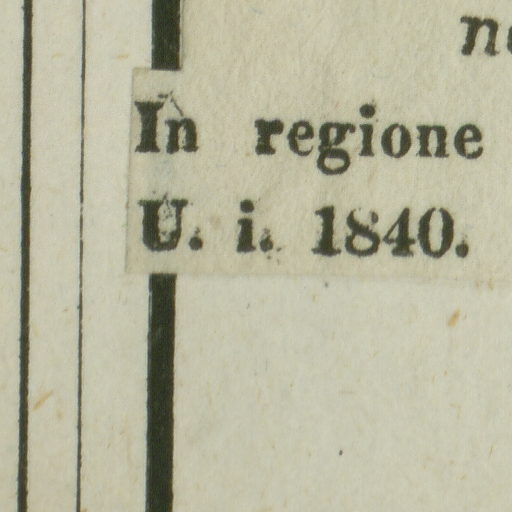 In regione
U. i. 1840.